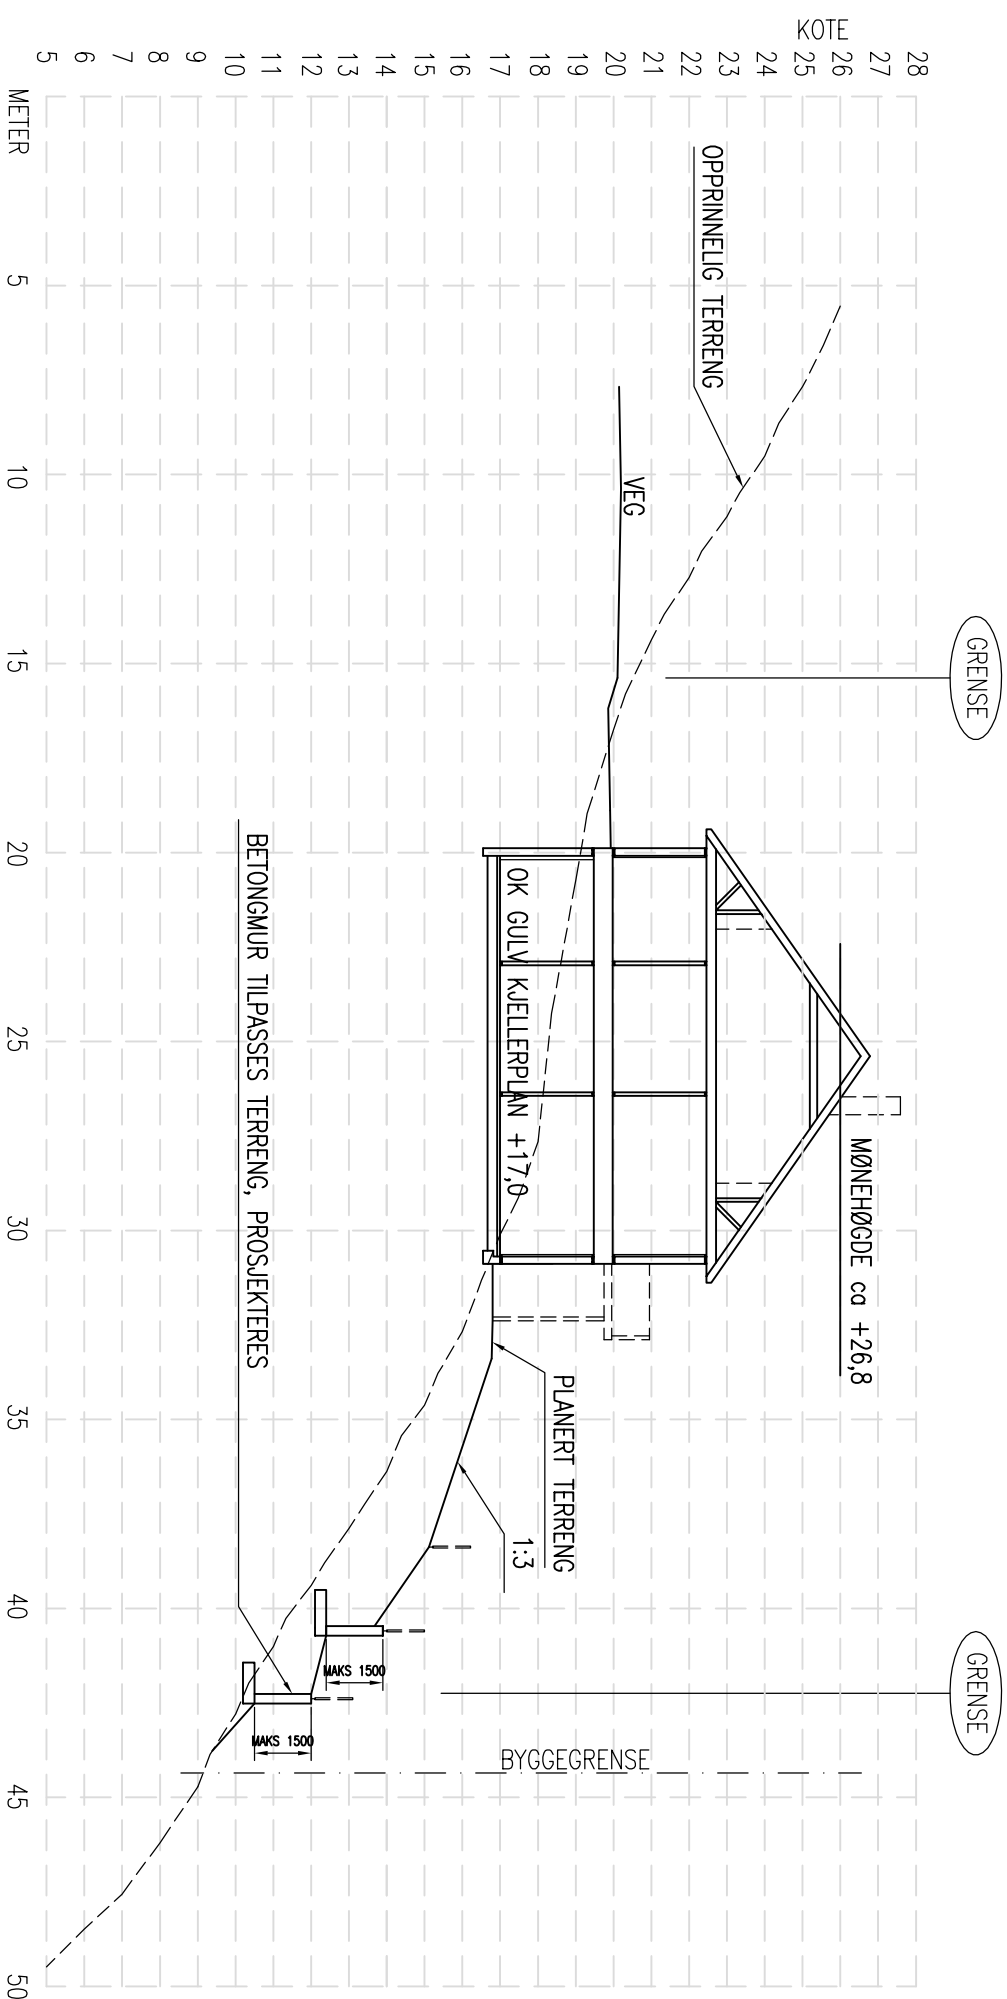 KOTE
28
27
26
25
24
23
22
21
20
19
18
17
16
15
14
13
12
11
10
9
8
7
6
5
METER
5
10
15
20
25
30
35
40
45
50
GRENSE
GRENSE
OPPRINNELIG TERRENG
VEG
MØNEHØGDE ca +26,8
OK GULV KJELLERPLAN +17,0
PLANERT TERRENG
1:3
BYGGEGRENSE
MAKS 1500
MAKS 1500
BETONGMUR TILPASSES TERRENG, PROSJEKTERES